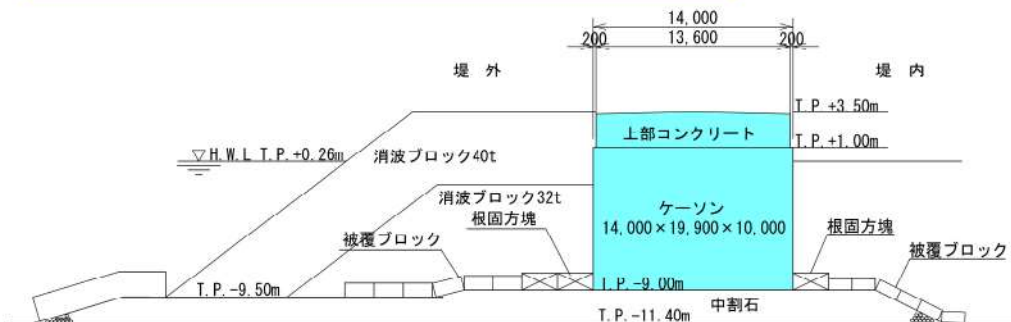 14,000
200 13,600 200
堤 外
堤 内
T.P.+3.50m
上部コンクリート
T.P.+1.00m
▽H.W.L T.P.+0.26m
消波ブロック40t
消波ブロック32t
根固方塊
被覆ブロック
ケーソン
14,000×19,900×10,000
根固方塊
被覆ブロック
T.P.-9.50m
T.P.-9.00m
中割石
T.P.-11.40m